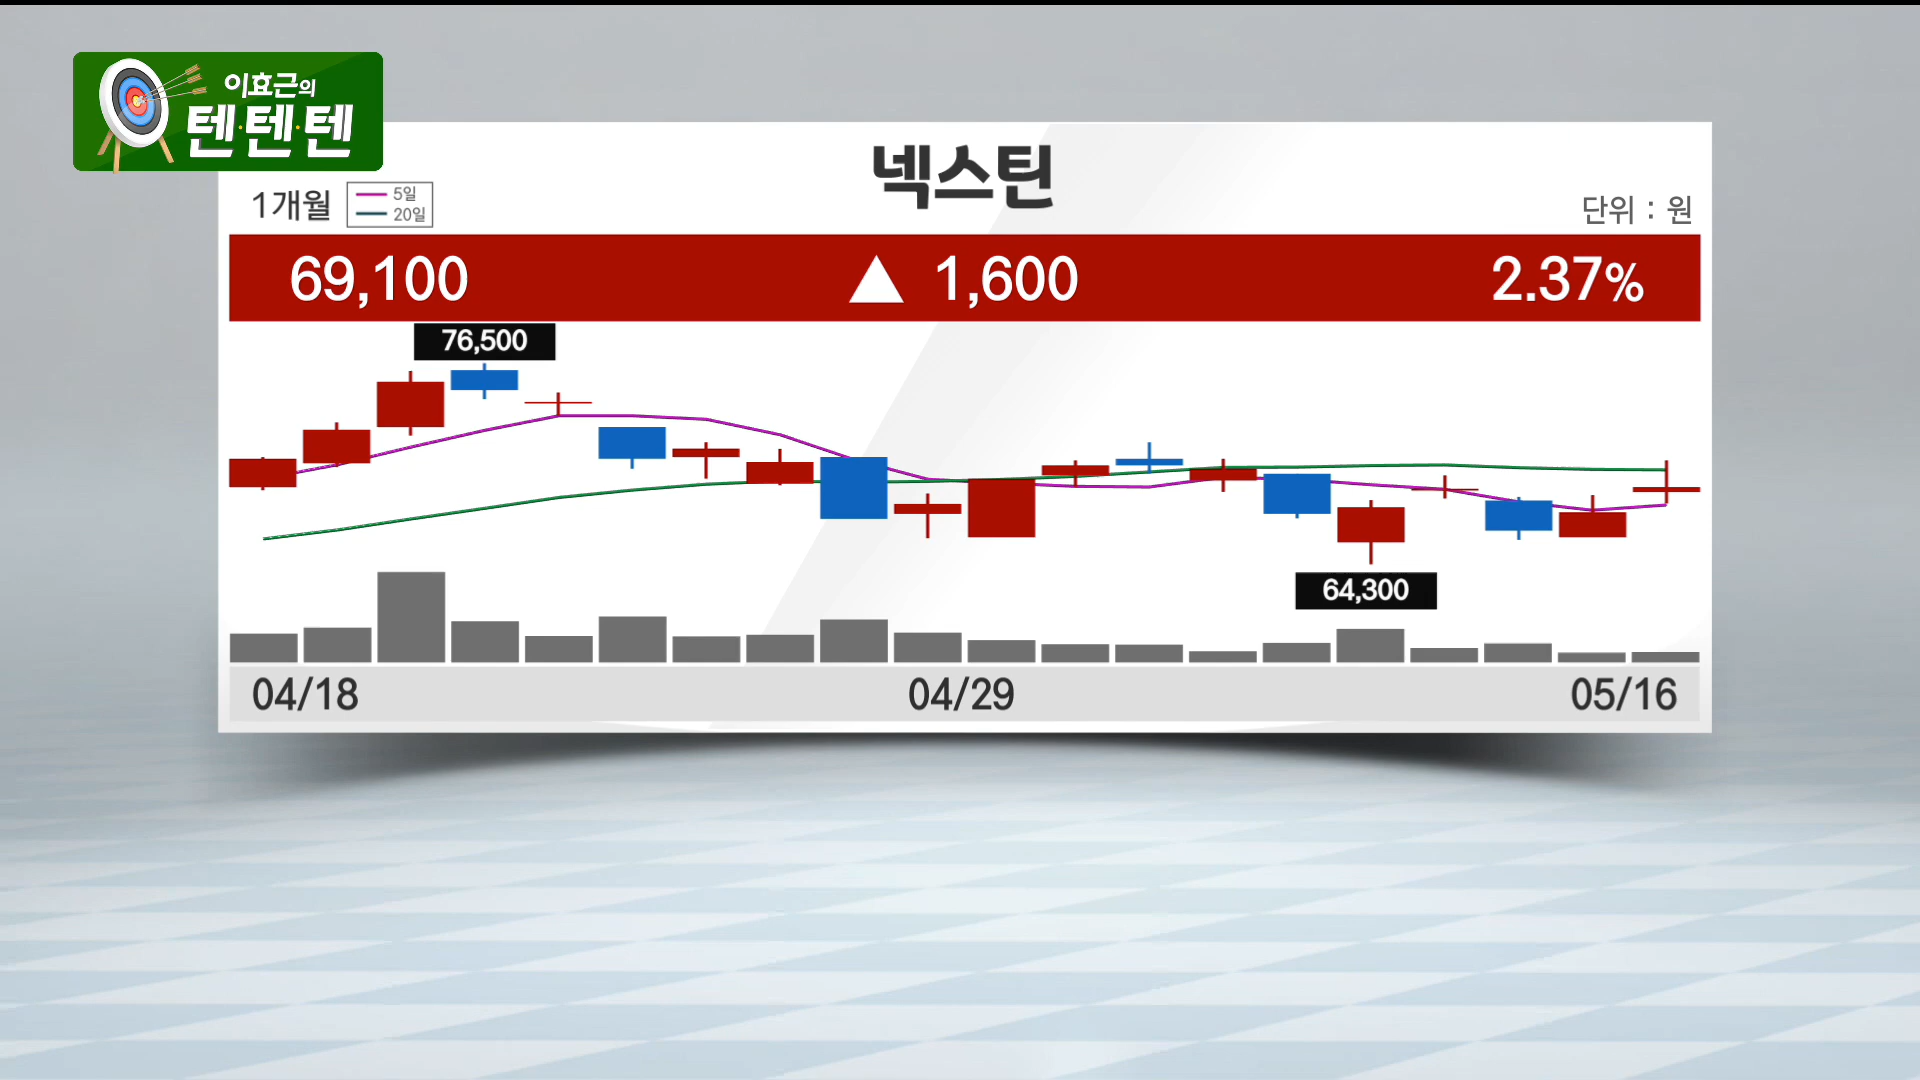 이효근의
텐·텐·텐
넥스틴
1개월
5일
20일
단위 : 원
69,100 ▲ 1,600 2.37%
76,500
64,300
04/18 04/29 05/16